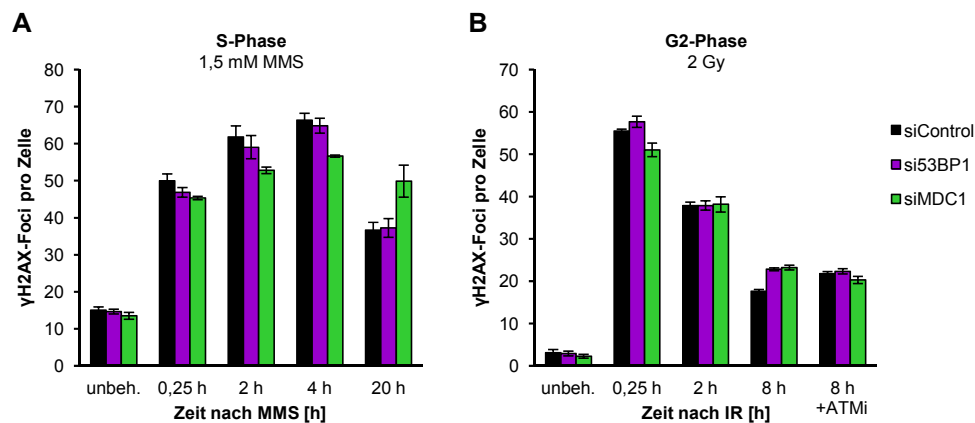 A
S-Phase
1,5 mM MMS
γH2AX-Foci pro Zelle
80
70
60
50
40
30
20
10
0
unbeh. 0,25 h 2 h 4 h 20 h
Zeit nach MMS [h]
B
G2-Phase
2 Gy
γH2AX-Foci pro Zelle
70
60
50
40
30
20
10
0
unbeh. 0,25 h 2 h 8 h 8 h
+ATMi
Zeit nach IR [h]
siControl
si53BP1
siMDC1